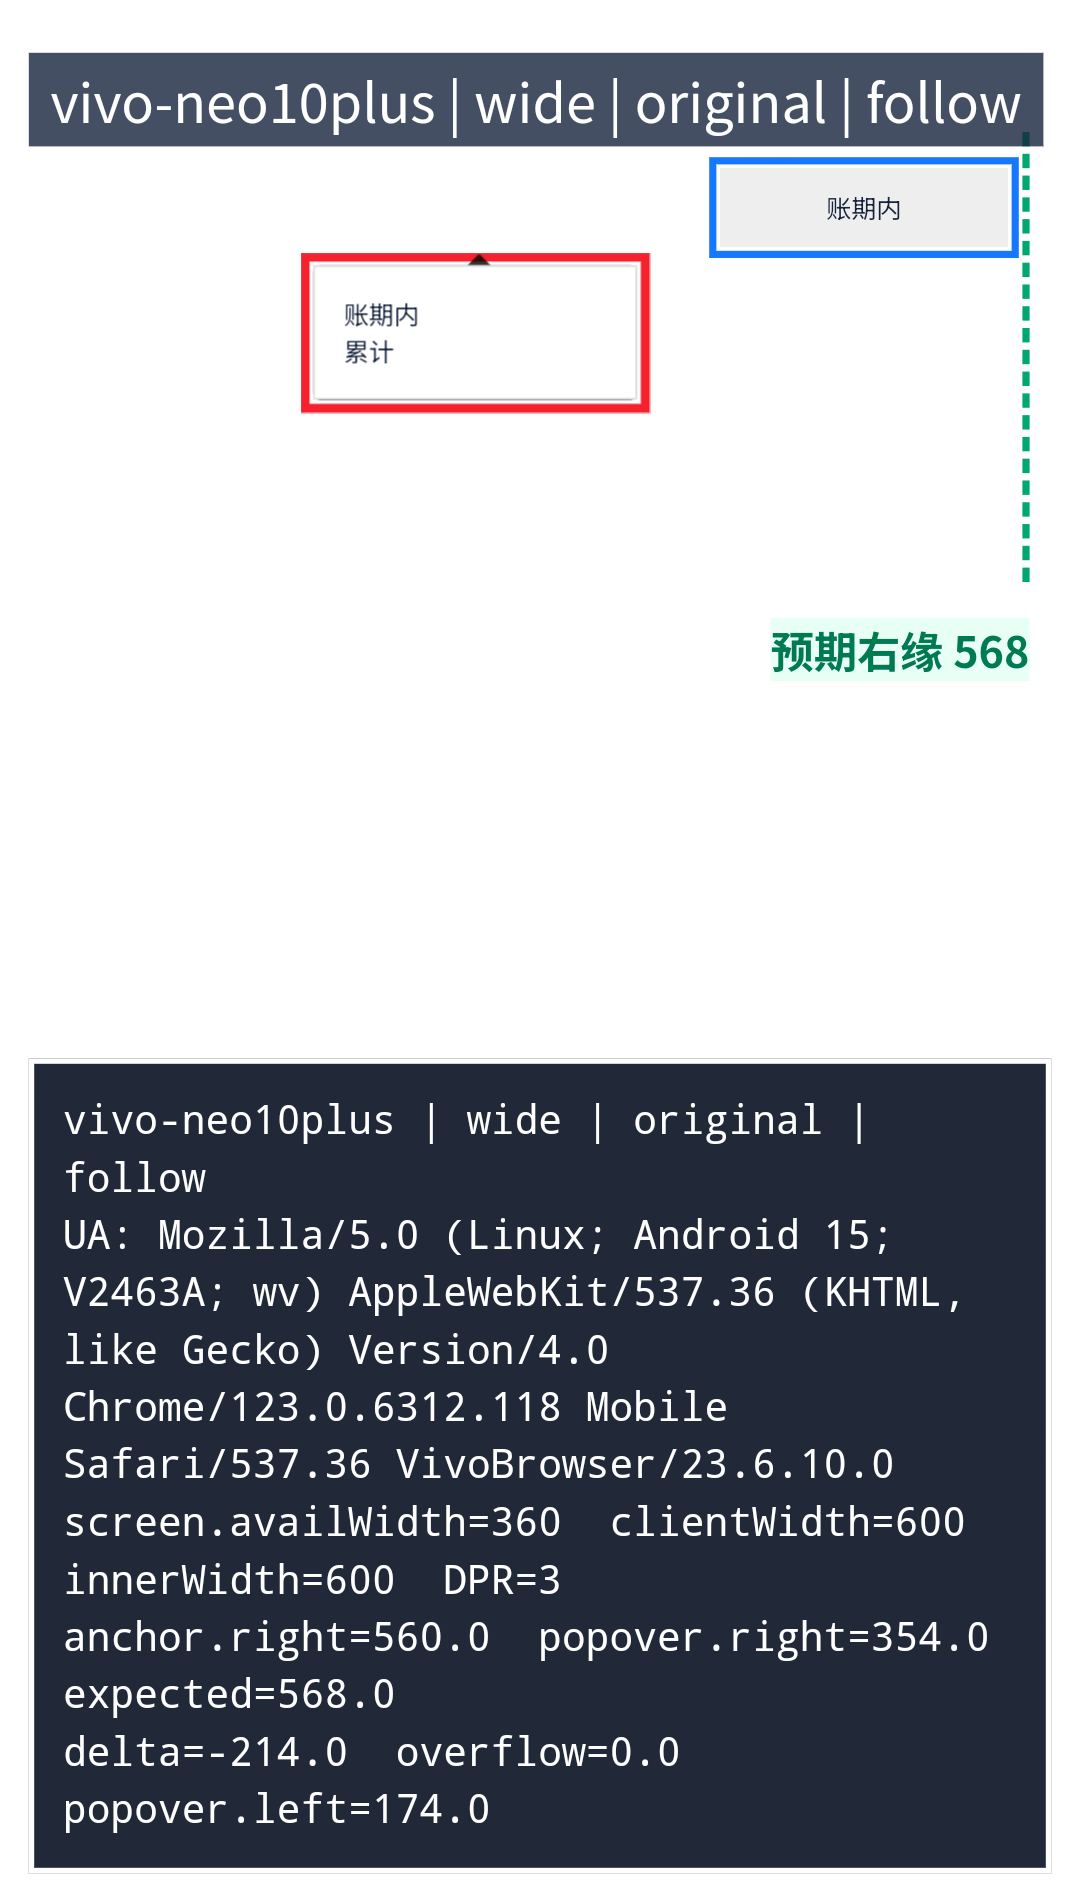 vivo-neo10plus | wide | original | follow
账期内
账期内
累计
预期右缘 568
vivo-neo10plus | wide | original |
follow
UA: Mozilla/5.0 (Linux; Android 15;
V2463A; wv) AppleWebKit/537.36 (KHTML,
like Gecko) Version/4.0
Chrome/123.0.6312.118 Mobile
Safari/537.36 VivoBrowser/23.6.10.0
screen.availWidth=360  clientWidth=600
innerWidth=600  DPR=3
anchor.right=560.0  popover.right=354.0
expected=568.0
delta=-214.0  overflow=0.0
popover.left=174.0